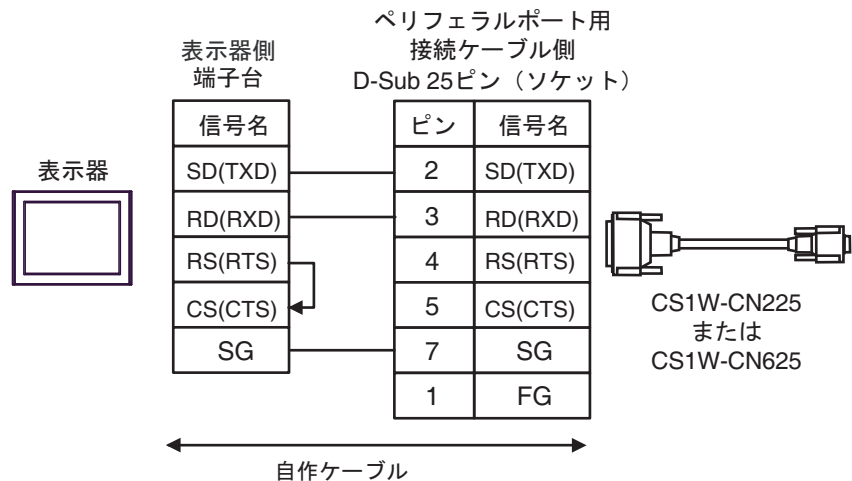 ペリフェラルポート用
接続ケーブル側
D-Sub 25ピン（ソケット）
表示器側
端子台
表示器
信号名
SD(TXD)
RD(RXD)
RS(RTS)
CS(CTS)
SG
ピン 信号名
2 SD(TXD)
3 RD(RXD)
4 RS(RTS)
5 CS(CTS)
7 SG
1 FG
CS1W-CN225
または
CS1W-CN625
自作ケーブル